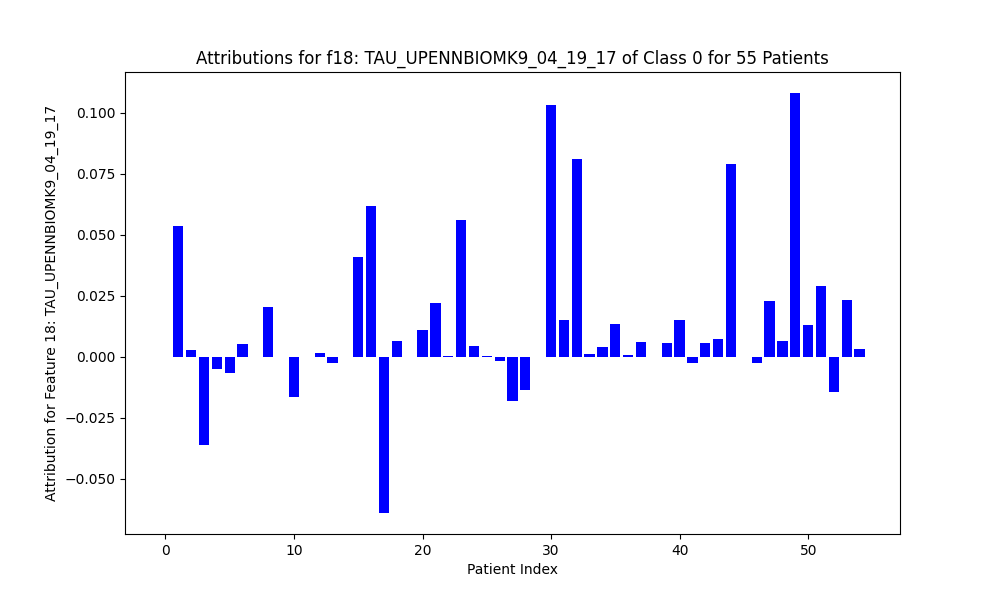 Attributions for f18: TAU_UPENNBIOMK9_04_19_17 of Class 0 for 55 Patients
Attribution for Feature 18: TAU_UPENNBIOMK9_04_19_17
0.100
0.075
0.050
0.025
0.000
−0.025
−0.050
0 10 20 30 40 50
Patient Index